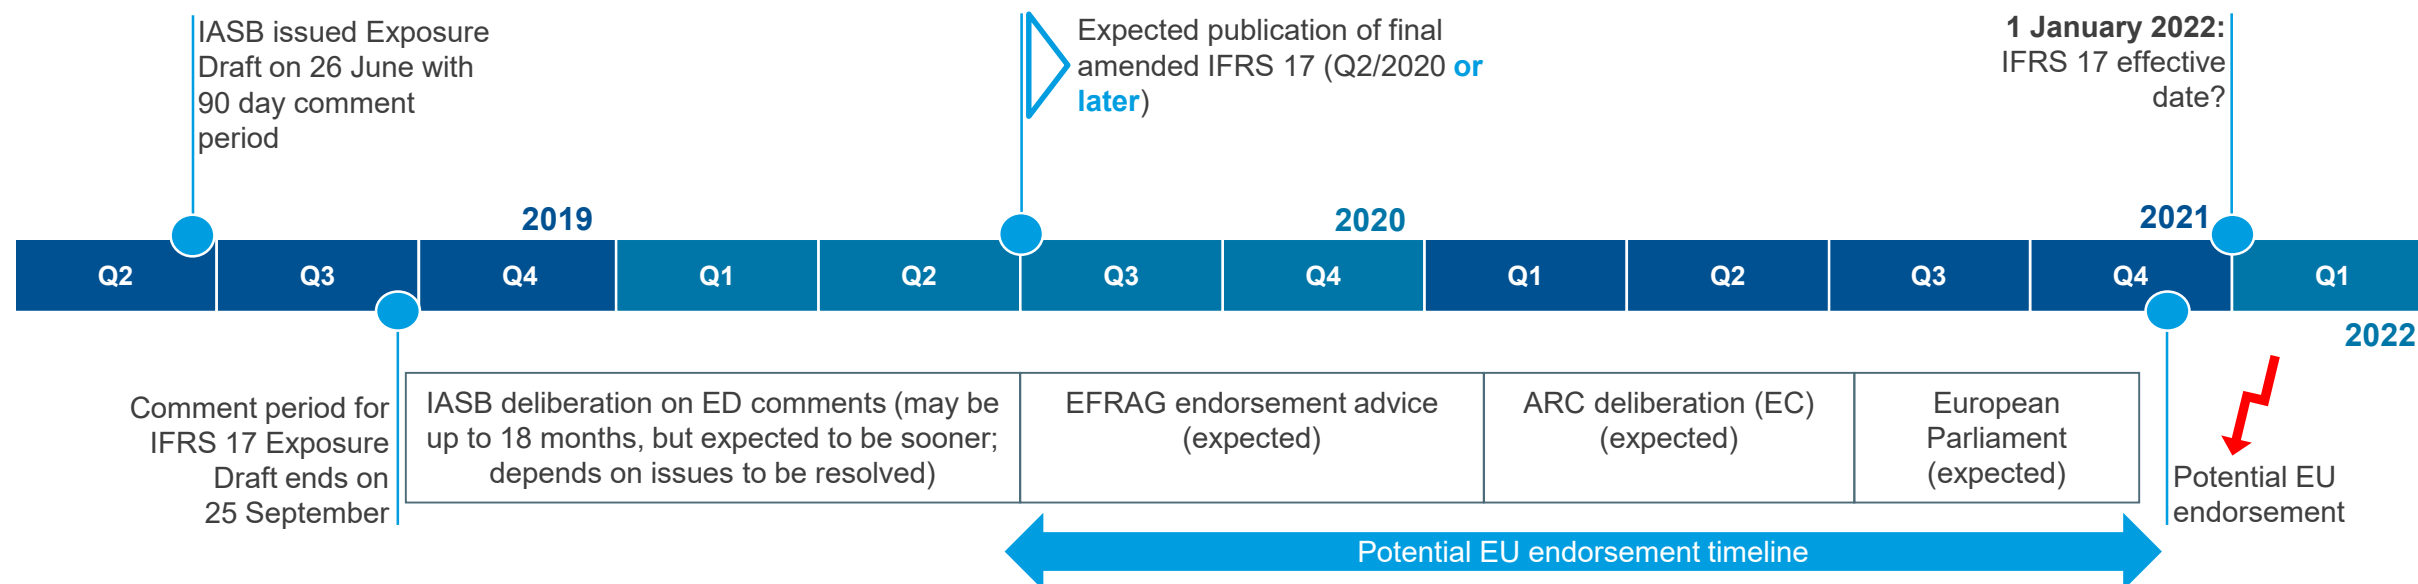 IASB issued Exposure
Draft on 26 June with
90 day comment
period
Expected publication of final
amended IFRS 17 (Q2/2020 or
later)
1 January 2022:
IFRS 17 effective
date?
2019
2020
2021
Q2
Q3
Q4
Q1
Q2
Q3
Q4
Q1
Q2
Q3
Q4
Q1
2022
Comment period for
IFRS 17 Exposure
Draft ends on
25 September
IASB deliberation on ED comments (may be
up to 18 months, but expected to be sooner;
depends on issues to be resolved)
EFRAG endorsement advice
(expected)
ARC deliberation (EC)
(expected)
European
Parliament
(expected)
Potential EU
endorsement
Potential EU endorsement timeline